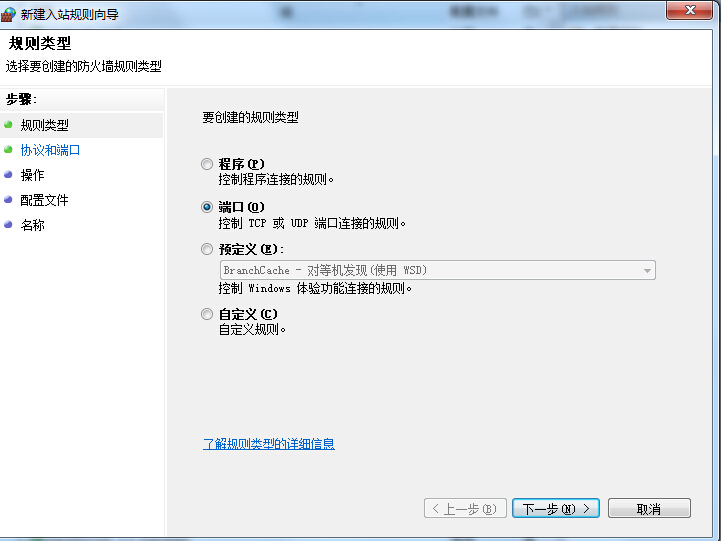 新建入站规则向导
规则类型
选择要创建的防火墙规则类型
步骤:
规则类型
协议和端口
操作
配置文件
名称
要创建的规则类型
程序(P)
控制程序连接的规则。
端口(O)
控制 TCP 或 UDP 端口连接的规则。
预定义(E):
BranchCache - 对等机发现(使用 WSD)
控制 Windows 体验功能连接的规则。
自定义(C)
自定义规则。
了解规则类型的详细信息
< 上一步(B)
下一步(N) >
取消